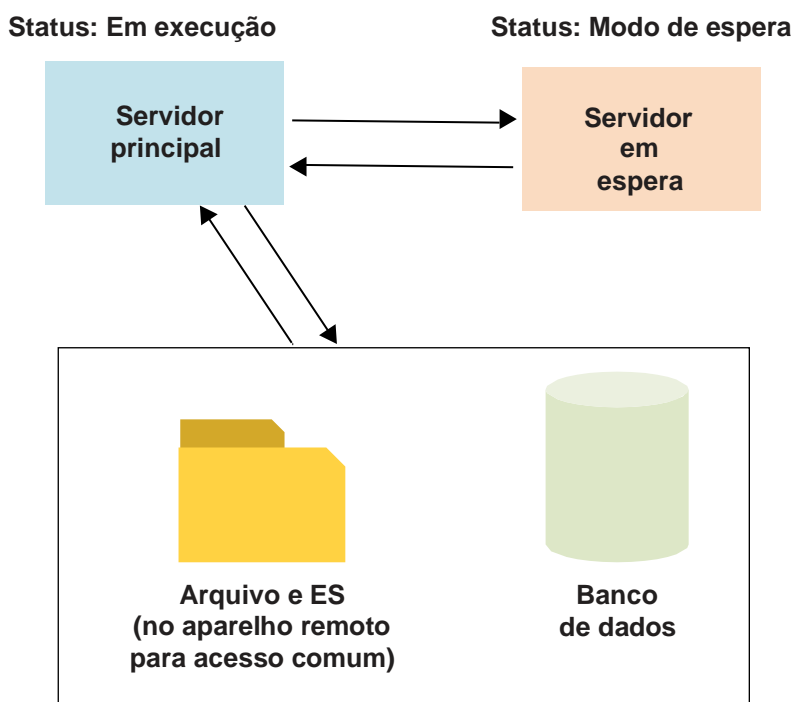 Status: Em execução
Status: Modo de espera
Servidor
principal
Servidor
em
espera
Arquivo e ES
(no aparelho remoto
para acesso comum)
Banco
de dados